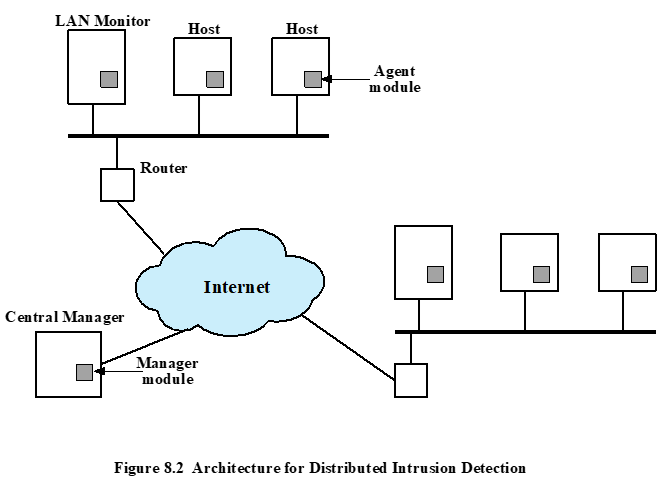 LAN Monitor
Host
Host
Agent
module
Router
Internet
Central Manager
Manager
module
Figure 8.2 Architecture for Distributed Intrusion Detection